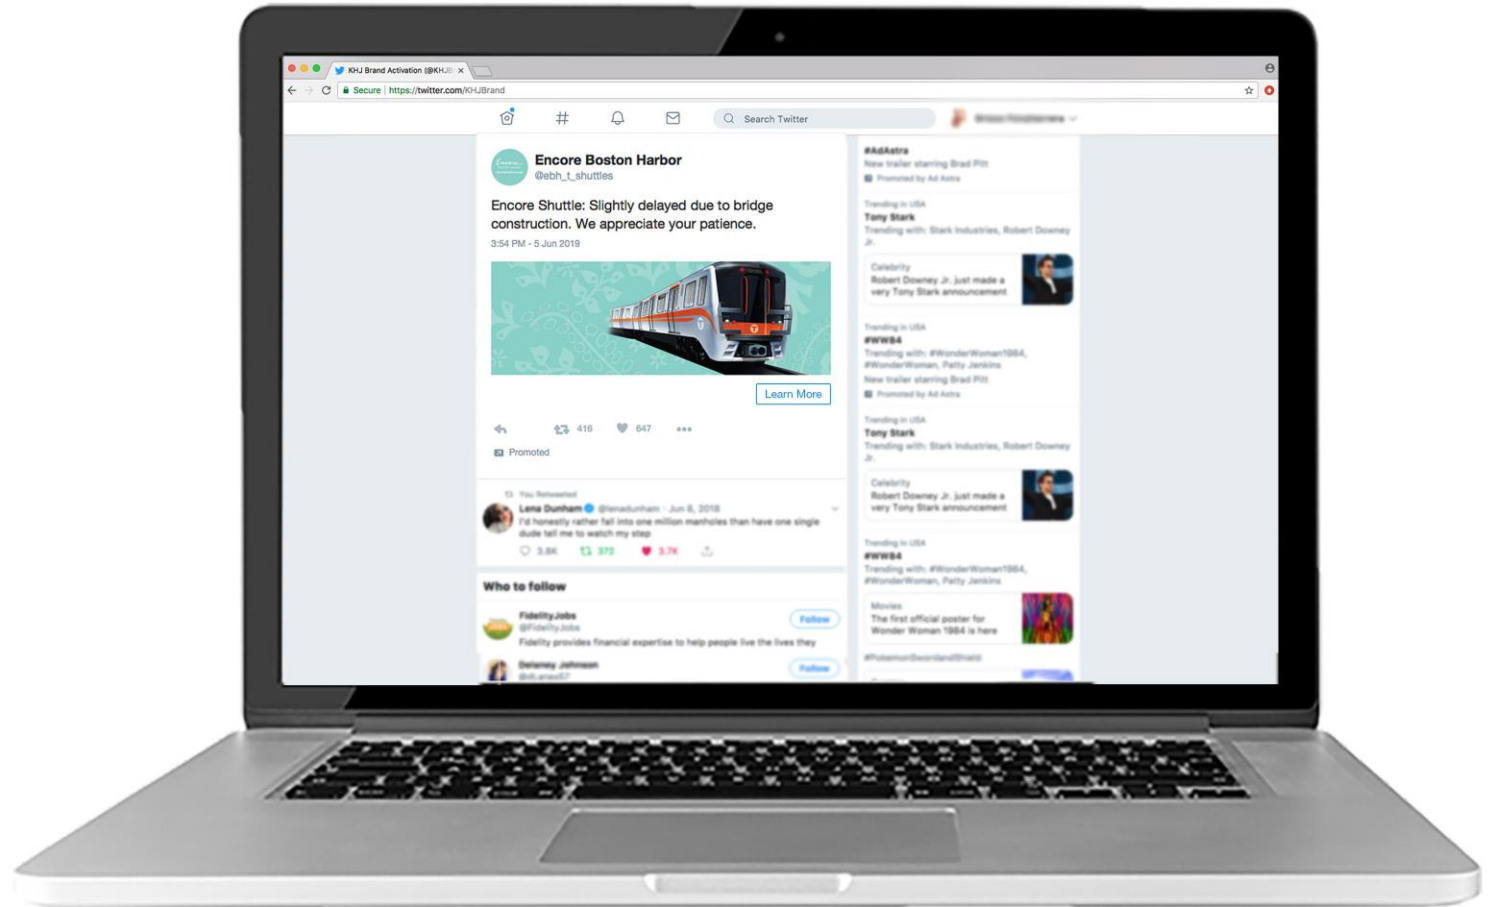 KHJ Brand Activation (@KHJB
Secure | https://twitter.com/KHJBrand
Search Twitter
Encore Boston Harbor
@ebh_t_shuttles
Encore Shuttle: Slightly delayed due to bridge
construction. We appreciate your patience.
3:54 PM - 5 Jun 2019
T
T
Learn More
416
647
Promoted
You Retweeted
Lena Dunham @lenadunham · Jun 8, 2018
I'd honestly rather fall into one million manholes than have one single
dude tell me to watch my step
3.8K
372
3.7K
Who to follow
FidelityJobs
@FidelityJobs
Follow
Fidelity provides financial expertise to help people live the lives they
Delaney Johnson
Follow
#AdAstra
New trailer starring Brad Pitt
Promoted by Ad Astra
Trending in USA
Tony Stark
Trending with: Stark Industries, Robert Downey
Jr.
Celebrity
Robert Downey Jr. just made a
very Tony Stark announcement
Trending in USA
#WW84
Trending with: #WonderWoman1984,
#WonderWoman, Patty Jenkins
New trailer starring Brad Pitt
Promoted by Ad Astra
Trending in USA
Tony Stark
Trending with: Stark Industries, Robert Downey
Jr.
Celebrity
Robert Downey Jr. just made a
very Tony Stark announcement
Trending in USA
#WW84
Trending with: #WonderWoman1984,
#WonderWoman, Patty Jenkins
Movies
The first official poster for
Wonder Woman 1984 is here
#PokemonSwordandShield